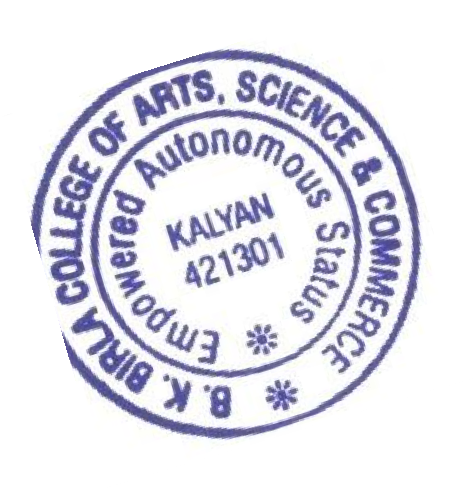 B. K. BIRLA COLLEGE OF ARTS, SCIENCE & COMMERCE
Empowered Autonomous Status
KALYAN
421301